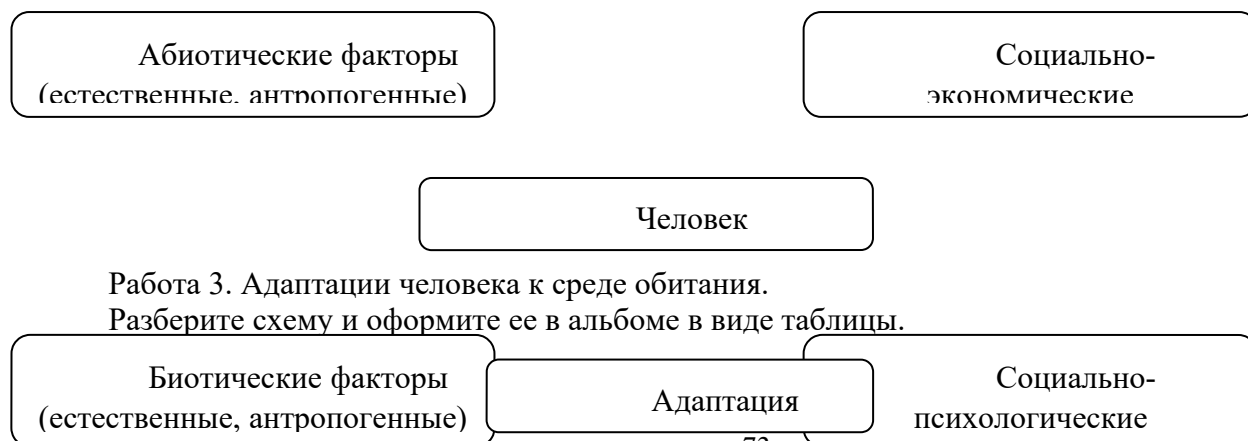 Абиотические факторы
(естественные, антропогенные)
Социально-
экономические
Человек
Работа 3. Адаптации человека к среде обитания.
Разберите схему и оформите ее в альбоме в виде таблицы.
Биотические факторы
(естественные, антропогенные)
Адаптация
Социально-
психологические
73